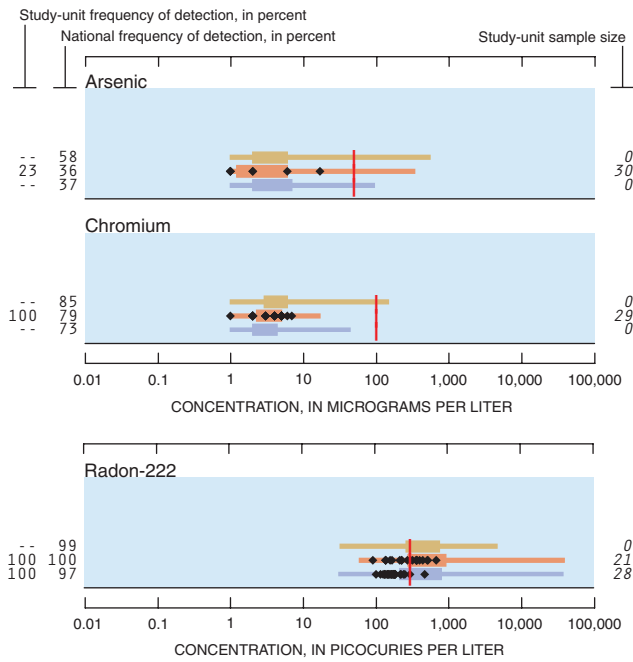 Study-unit frequency of detection, in percent
National frequency of detection, in percent
Study-unit sample size
Arsenic
-- 58 0
23 36 30
-- 37 0
Chromium
-- 85 0
100 79 29
-- 73 0
0.01 0.1 1 10 100 1,000 10,000 100,000
CONCENTRATION, IN MICROGRAMS PER LITER
Radon-222
-- 99 0
100 100 21
100 97 28
0.01 0.1 1 10 100 1,000 10,000 100,000
CONCENTRATION, IN PICOCURIES PER LITER